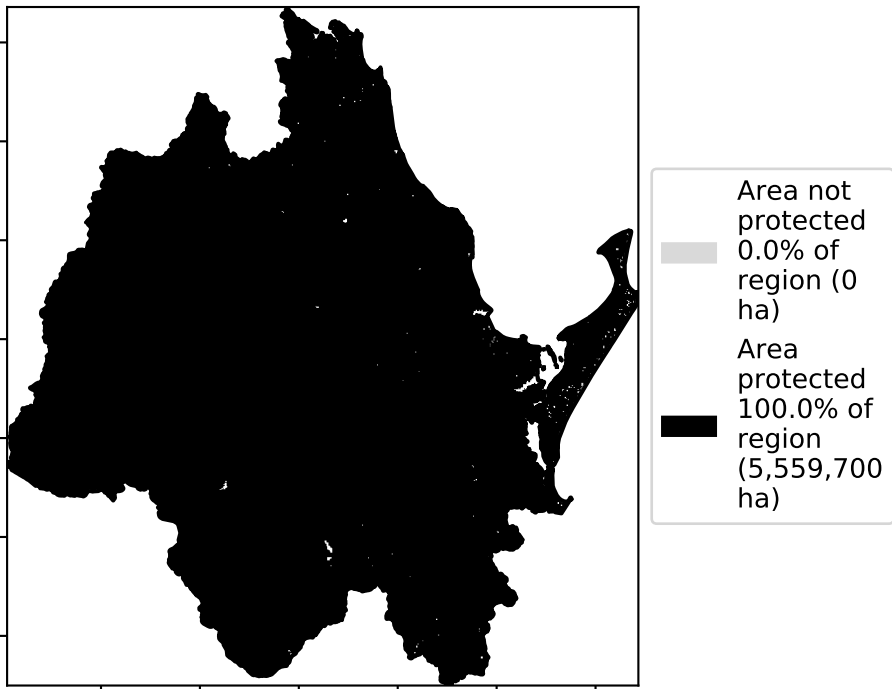 Area not
protected
0.0% of
region (0
ha)
Area
protected
100.0% of
region
(5,559,700
ha)